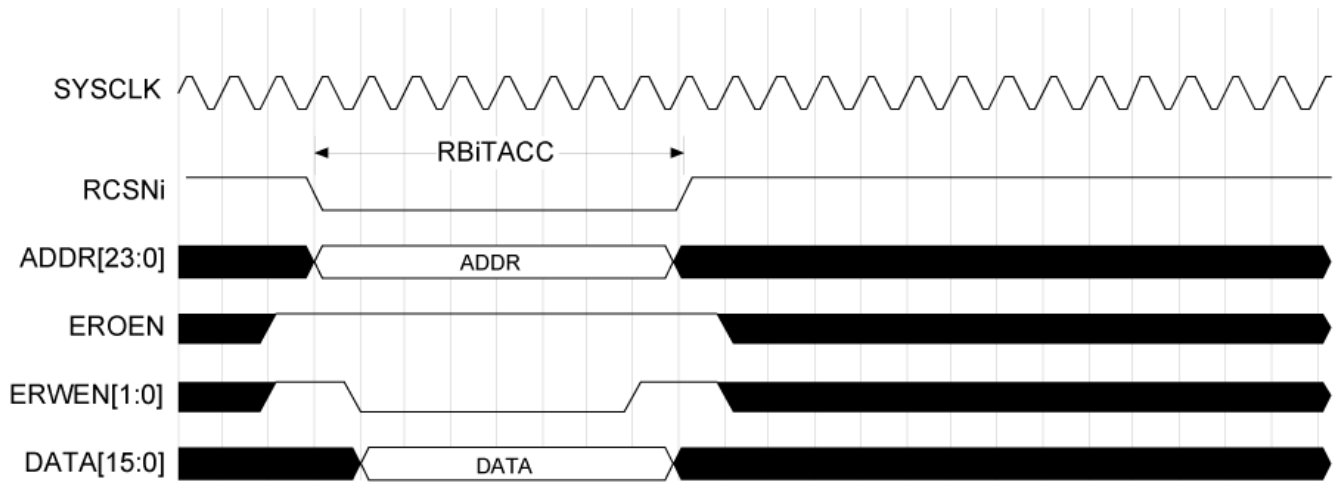 SYSCLK
RBiTACC
RCSNi
ADDR[23:0]
ADDR
EROEN
ERWEN[1:0]
DATA[15:0]
DATA